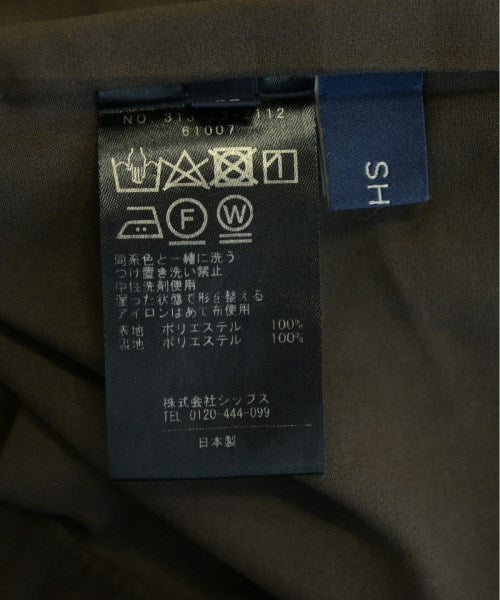 NO 313 12 2112
61007
F W
同系色と一緒に洗う
つけ置き洗い禁止
中性洗剤使用
湿った状態で形を整える
アイロンはあて布使用
表地 ポリエステル 100%
裏地 ポリエステル 100%
株式会社シップス
TEL 0120-444-099
日本製
SH